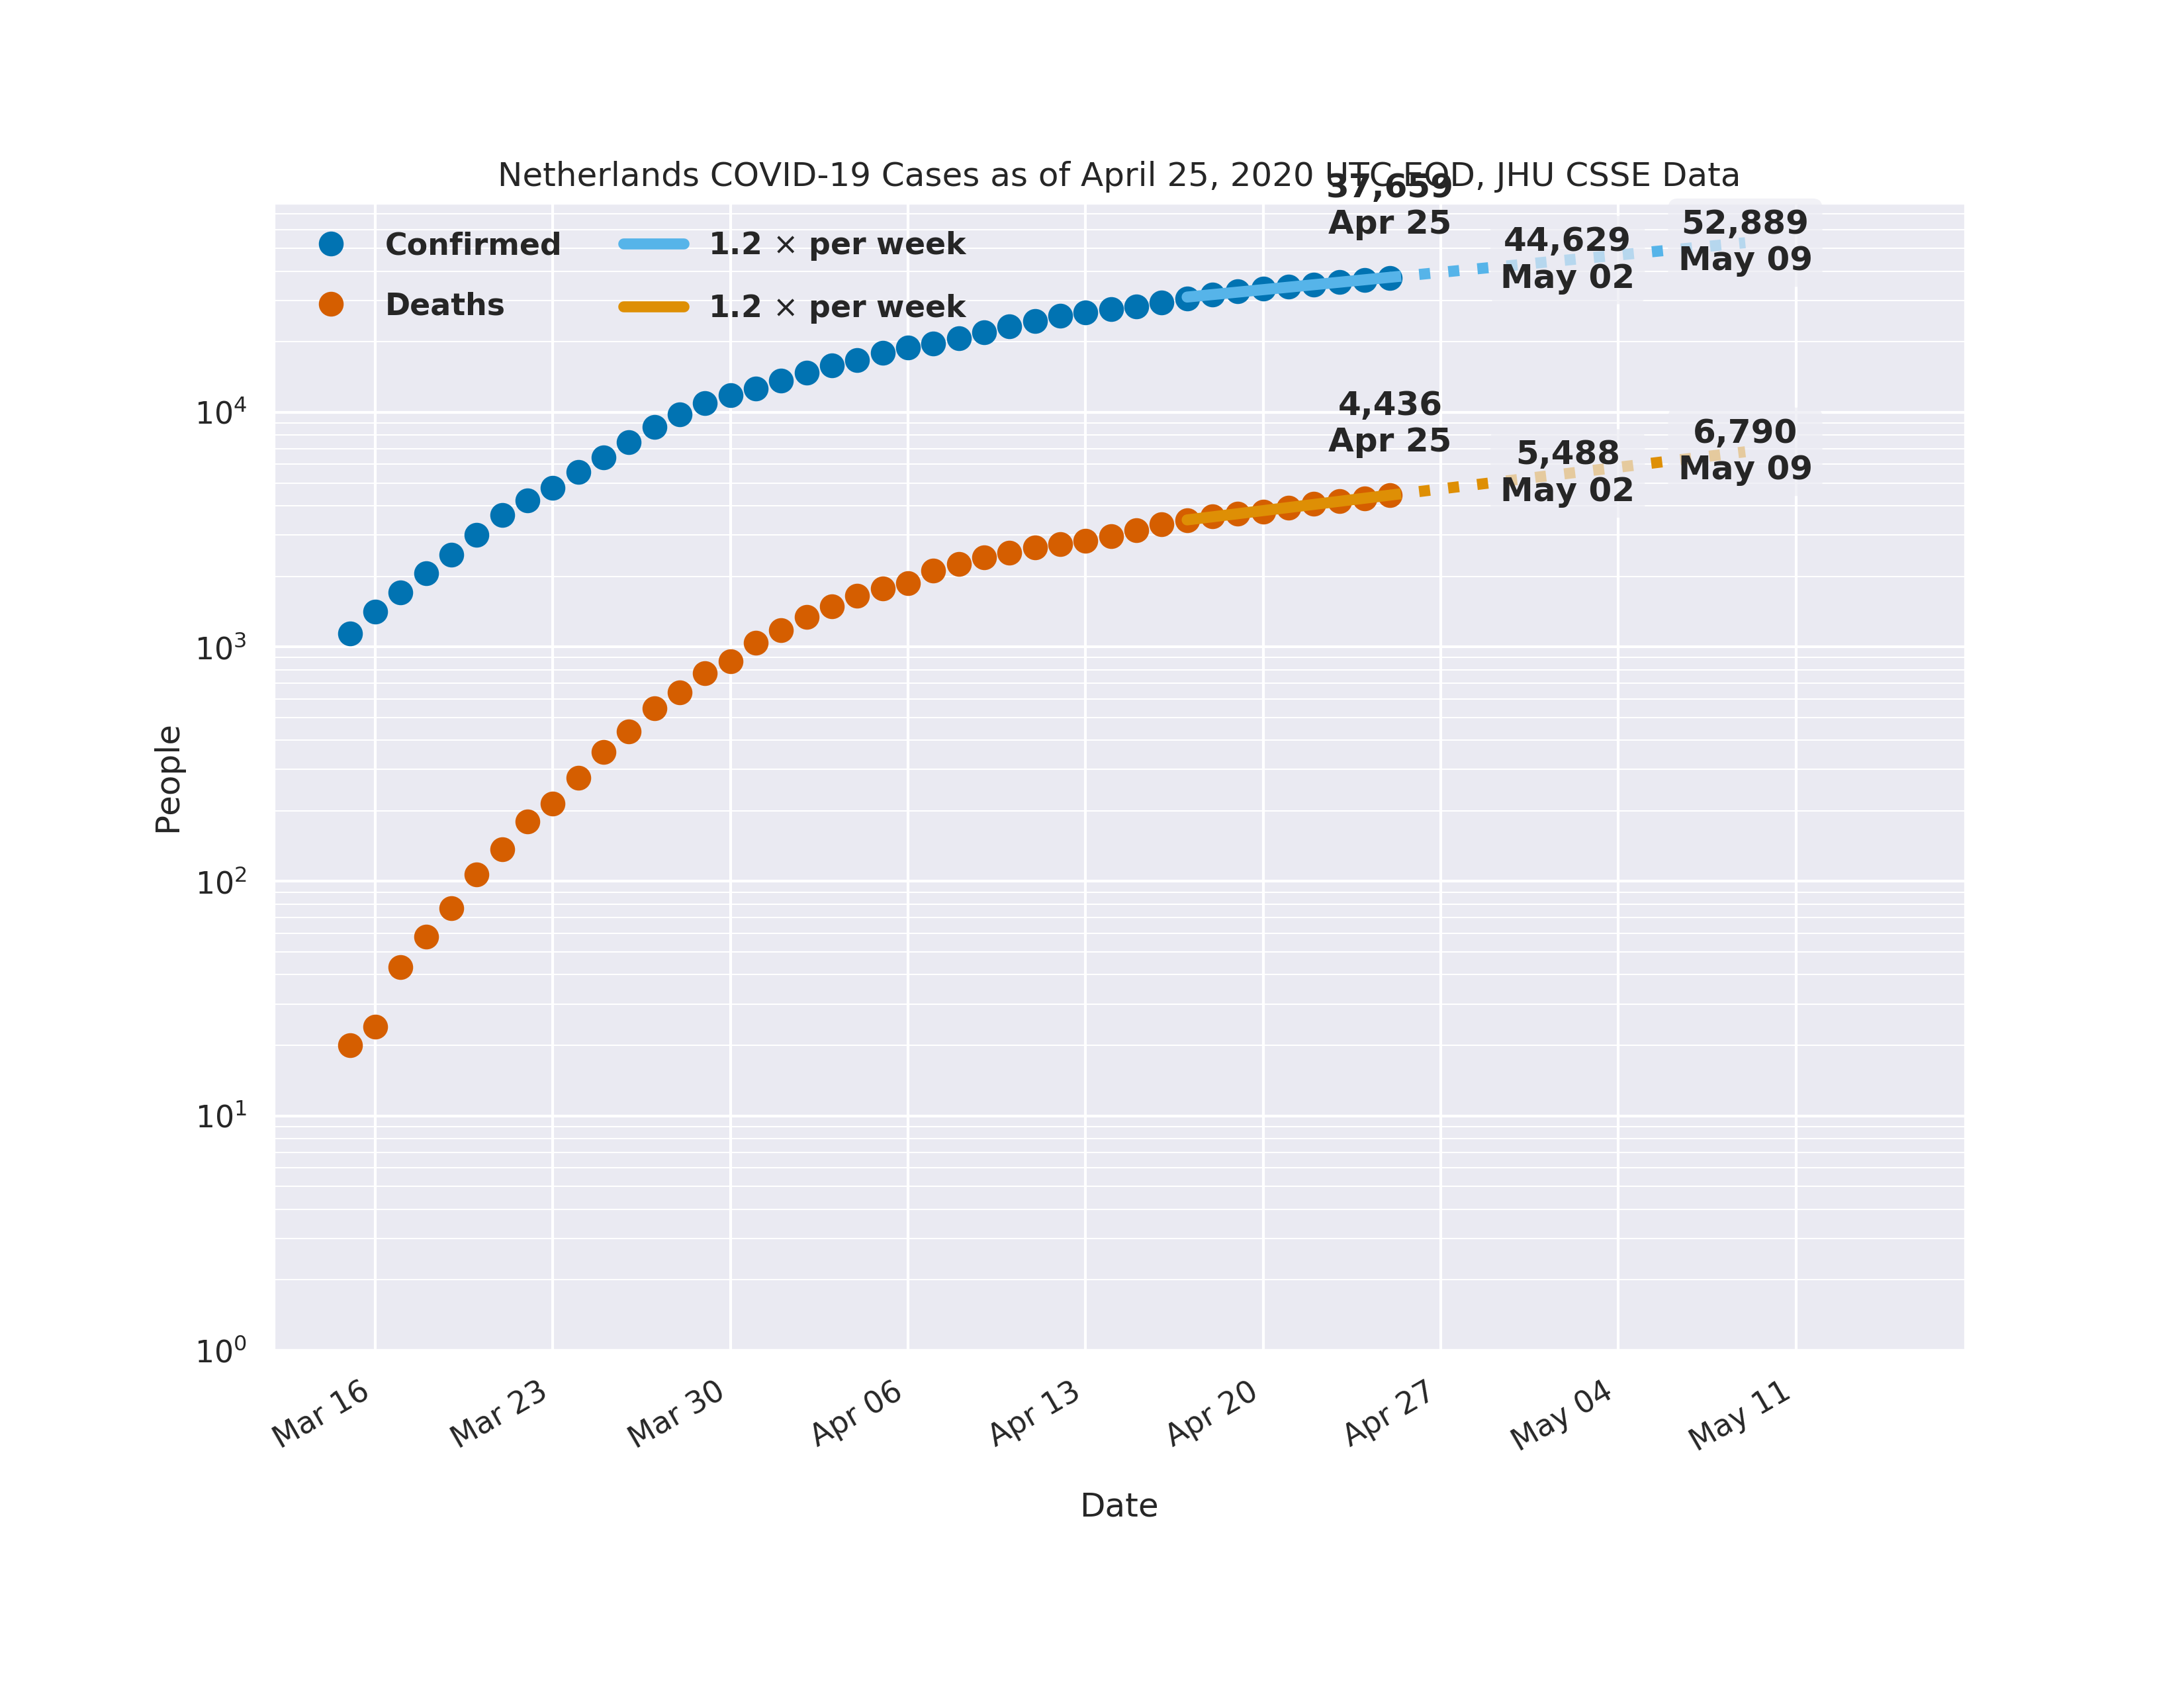 Netherlands COVID-19 Cases as of April 25, 2020 UTC EOD, JHU CSSE Data
37,659
Apr 25
44,629
May 02
52,889
May 09
Confirmed
Deaths
1.2 × per week
1.2 × per week
4,436
Apr 25
5,488
May 02
6,790
May 09
People
10⁴
10³
10²
10¹
10⁰
Mar 16
Mar 23
Mar 30
Apr 06
Apr 13
Apr 20
Apr 27
May 04
May 11
Date